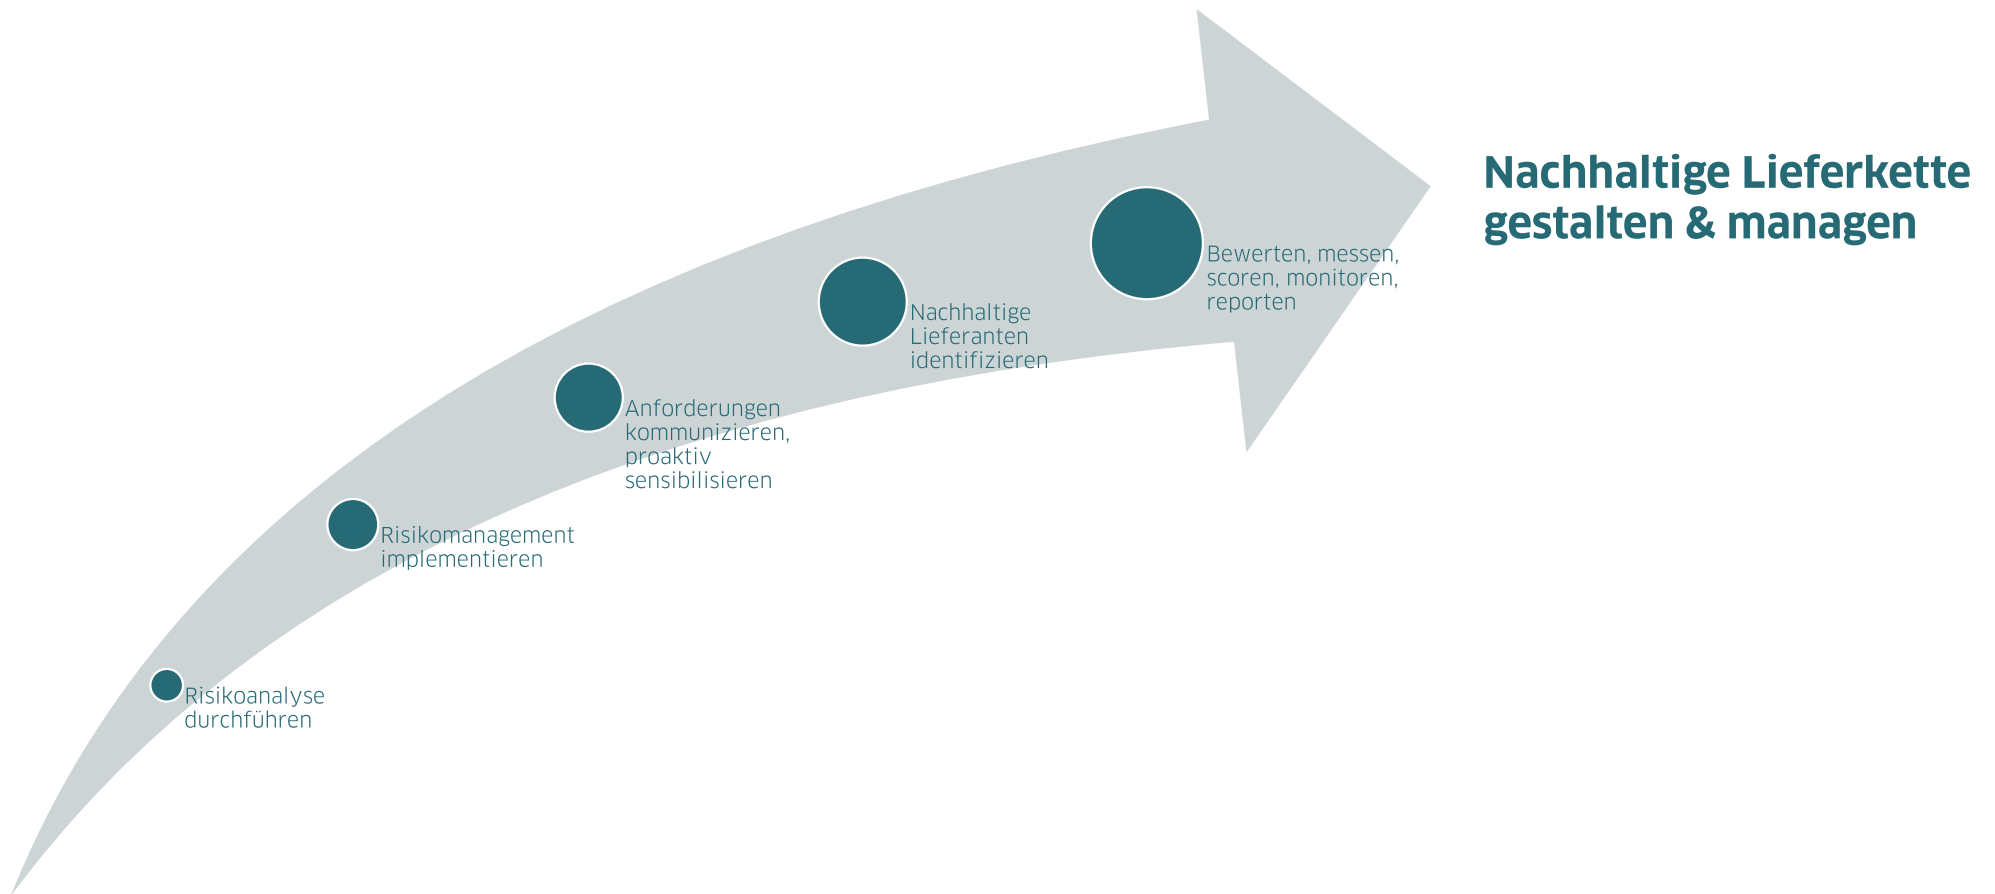 Nachhaltige Lieferkette
gestalten & managen
Bewerten, messen,
scoren, monitoren,
reporten
Nachhaltige
Lieferanten
identifizieren
Anforderungen
kommunizieren,
proaktiv
sensibilisieren
Risikomanagement
implementieren
Risikoanalyse
durchführen